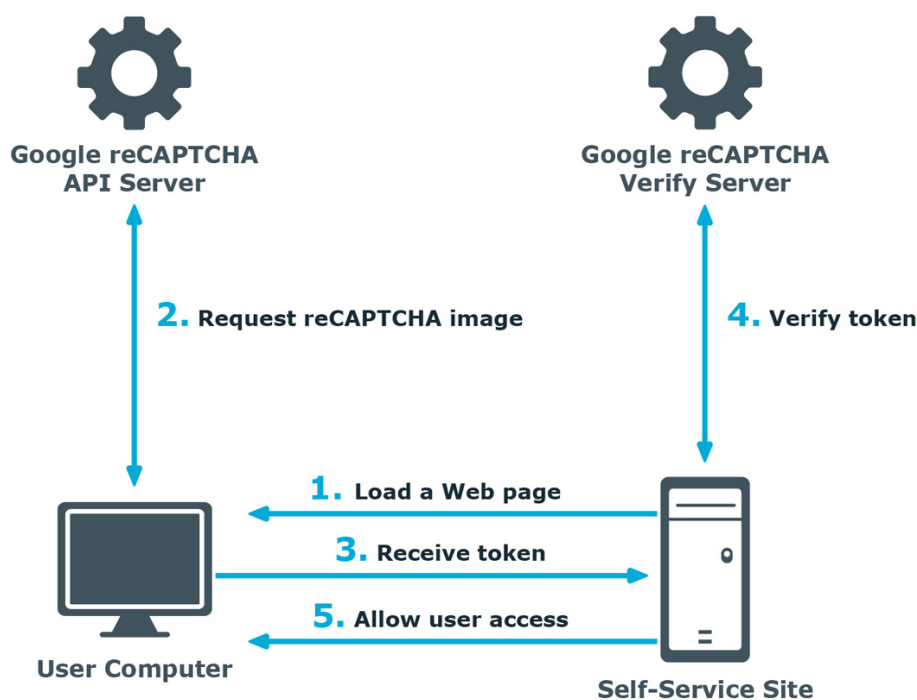 Google reCAPTCHA
API Server
Google reCAPTCHA
Verify Server
2. Request reCAPTCHA image
4. Verify token
1. Load a Web page
3. Receive token
5. Allow user access
User Computer
Self-Service Site